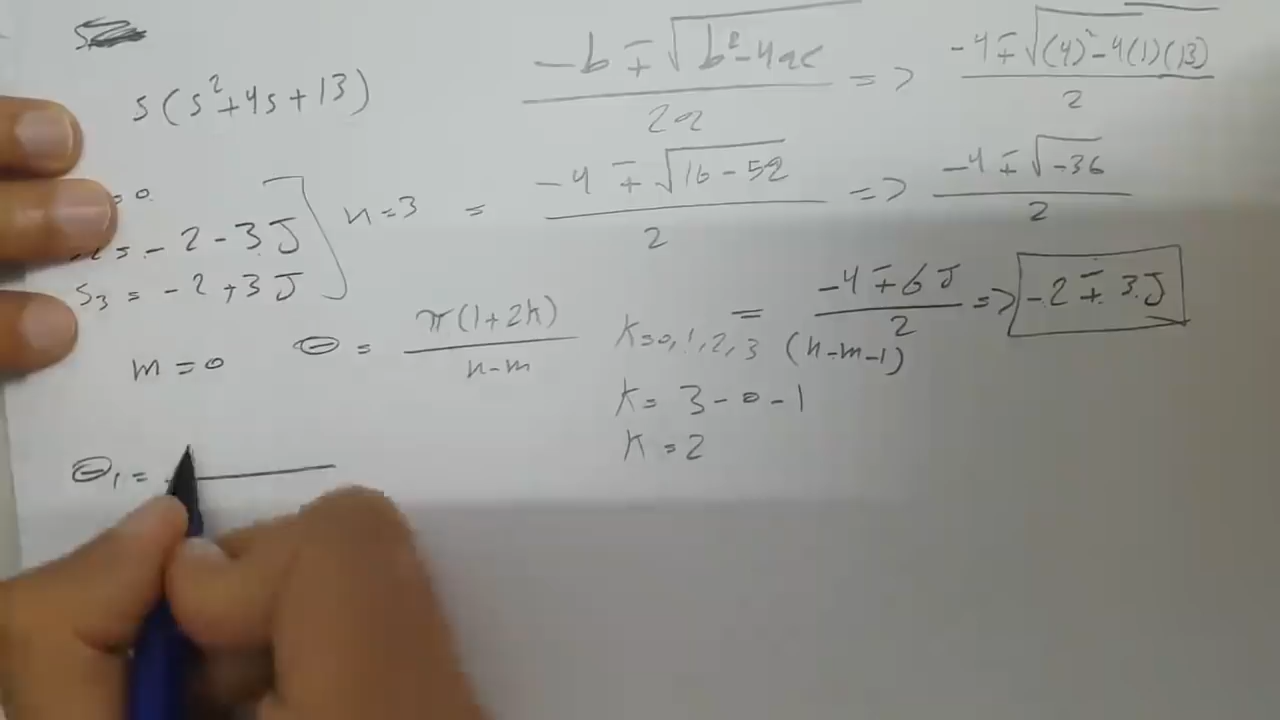 s(s²+4s+13)
-b ∓ √(b²-4ac) / 2a => -4 ∓ √((4)²-4(1)(13)) / 2
= -4 ∓ √(16-52) / 2 => -4 ∓ √(-36) / 2
= -4 ∓ 6J / 2 => -2 ∓ 3J
= 0
= -2-3J
S3 = -2+3J
n=3
m=0
Θ = π(1+2K) / n-m
K=0,1,2,3 (n-m-1)
K= 3-0-1
K=2
Θ1 =